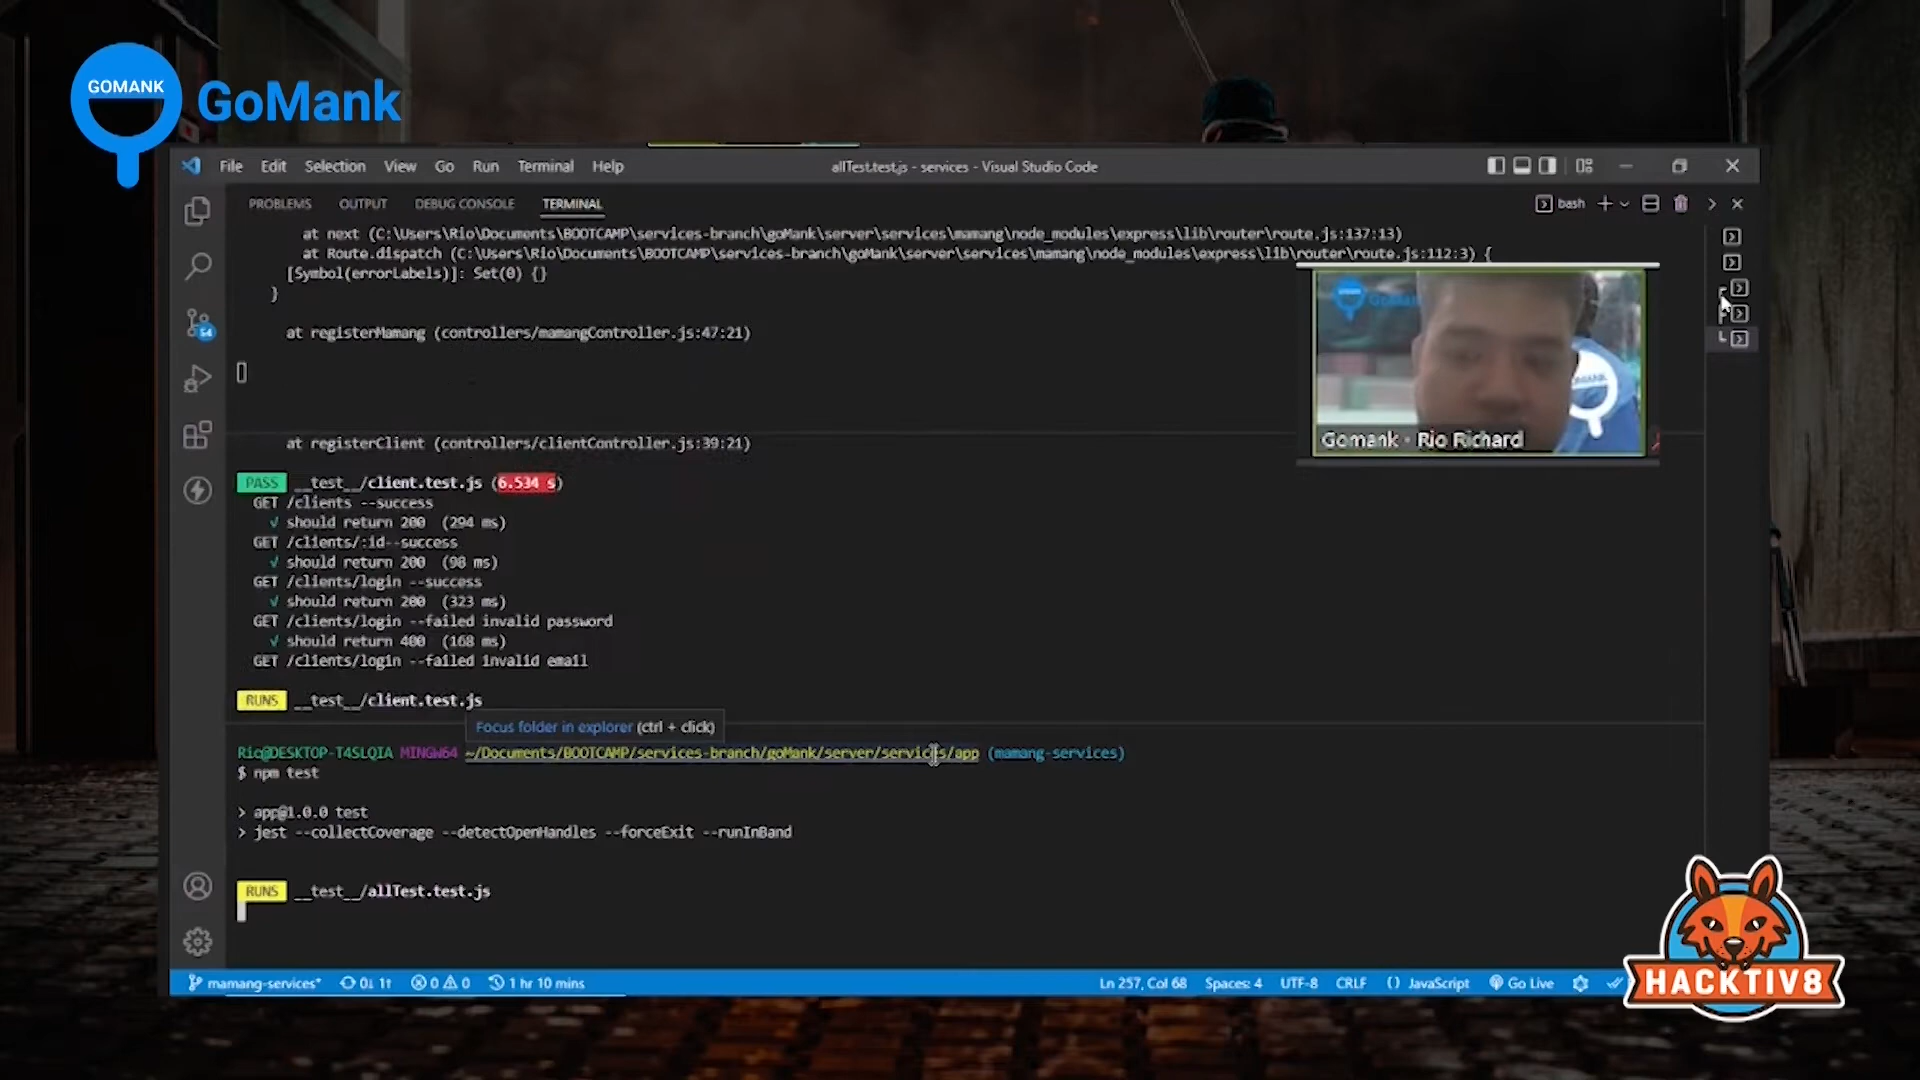 GOMANK
GoMank
File Edit Selection View Go Run Terminal Help
allTest.test.js - services - Visual Studio Code
PROBLEMS OUTPUT DEBUG CONSOLE TERMINAL
bash
at next (C:\Users\Rio\Documents\BOOTCAMP\services-branch\goMank\server\services\mamang\node_modules\express\lib\router\route.js:137:13)
at Route.dispatch (C:\Users\Rio\Documents\BOOTCAMP\services-branch\goMank\server\services\mamang\node_modules\express\lib\router\route.js:112:3) {
[Symbol(errorLabels)]: Set(0) {}
}
at registerMamang (controllers/mamangController.js:47:21)
Gomank - Rio Richard
at registerClient (controllers/clientController.js:39:21)
PASS __test__/client.test.js (6.534 s)
GET /clients --success
√ should return 200 (294 ms)
GET /clients/:id--success
√ should return 200 (98 ms)
GET /clients/login --success
√ should return 200 (323 ms)
GET /clients/login --failed invalid password
√ should return 400 (168 ms)
GET /clients/login --failed invalid email
RUNS __test__/client.test.js
Focus folder in explorer (ctrl + click)
Rio@DESKTOP-T4SLQIA MINGW64 ~/Documents/BOOTCAMP/services-branch/goMank/server/services/app (mamang-services)
$ npm test
> app@1.0.0 test
> jest --collectCoverage --detectOpenHandles --forceExit --runInBand
RUNS __test__/allTest.test.js
54
mamang-services* 0↓ 1↑ 0 0 1 hr 10 mins
Ln 257, Col 68 Spaces: 4 UTF-8 CRLF {} JavaScript Go Live
HACKTIV8